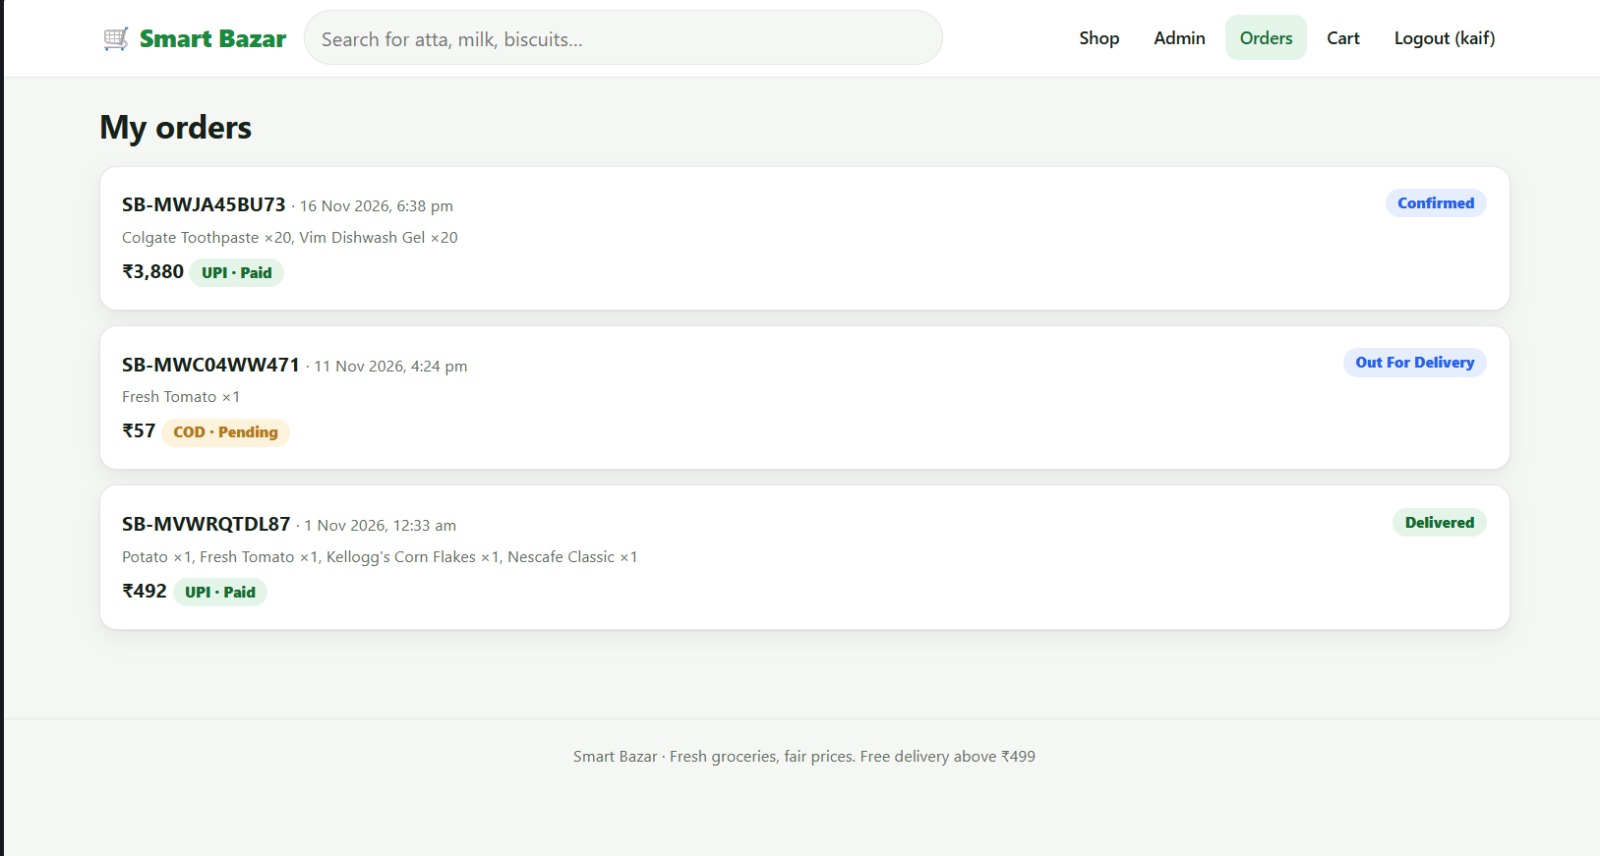 Smart Bazar
Search for atta, milk, biscuits...
Shop Admin Orders Cart Logout (kaif)
My orders
SB-MWJA45BU73 · 16 Nov 2026, 6:38 pm Confirmed
Colgate Toothpaste ×20, Vim Dishwash Gel ×20
₹3,880 UPI · Paid
SB-MWC04WW471 · 11 Nov 2026, 4:24 pm Out For Delivery
Fresh Tomato ×1
₹57 COD · Pending
SB-MVWRQTDL87 · 1 Nov 2026, 12:33 am Delivered
Potato ×1, Fresh Tomato ×1, Kellogg's Corn Flakes ×1, Nescafe Classic ×1
₹492 UPI · Paid
Smart Bazar · Fresh groceries, fair prices. Free delivery above ₹499